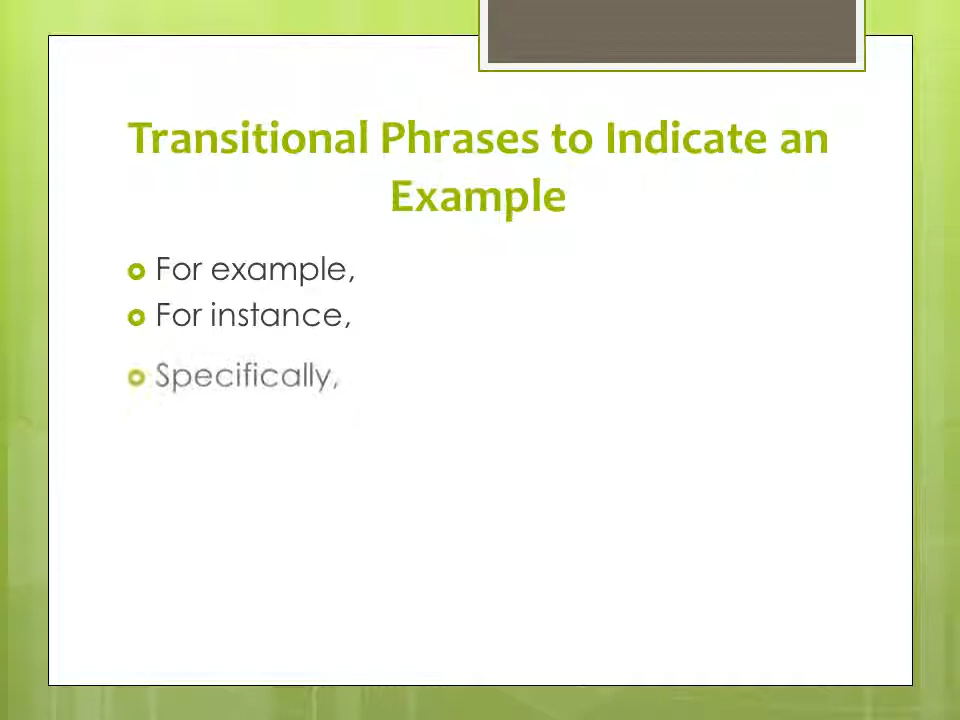 Transitional Phrases to Indicate an
Example
For example,
For instance,
Specifically,